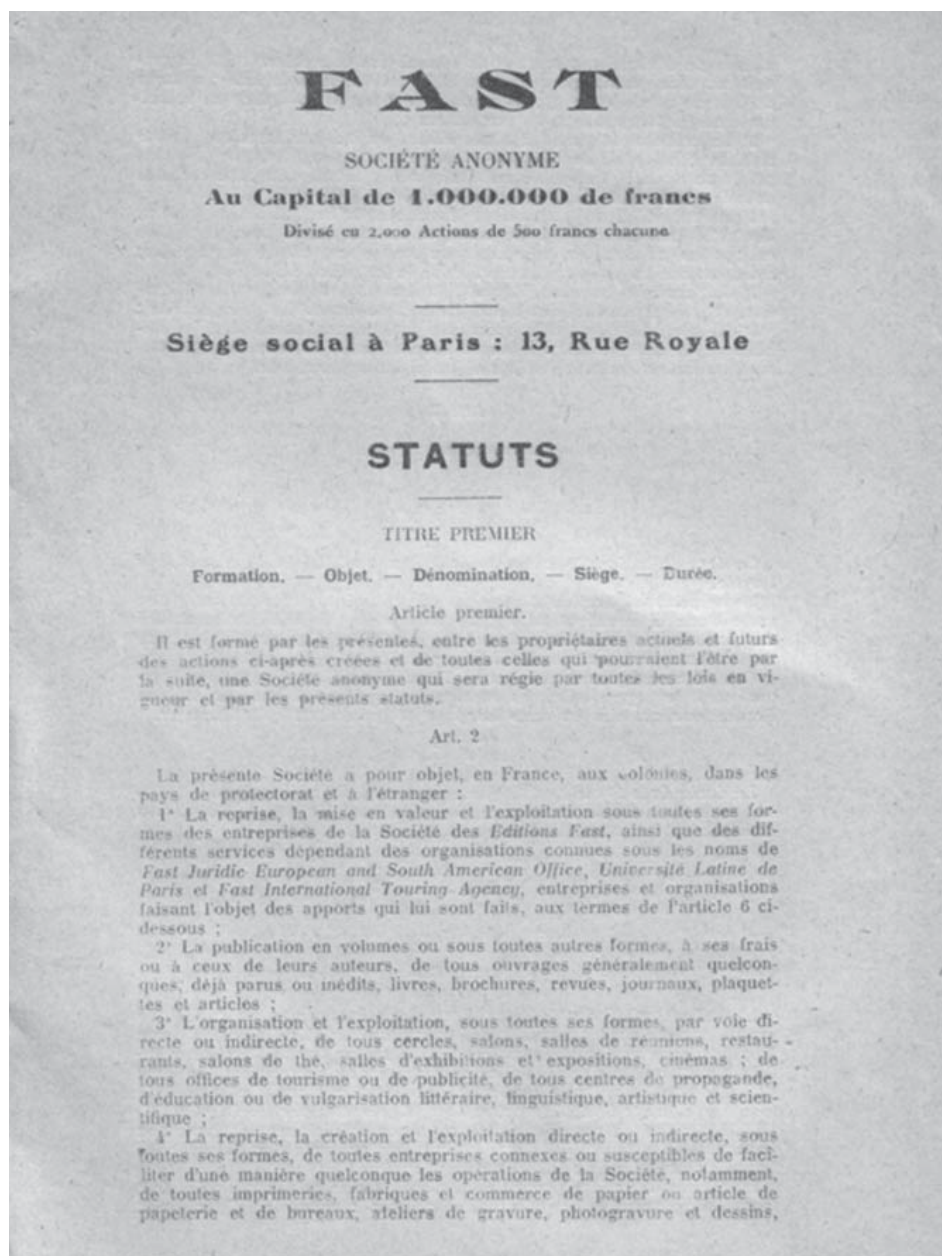 FAST
SOCIÉTÉ ANONYME
Au Capital de 1.000.000 de francs
Divisé en 2.000 Actions de 500 francs chacune
Siège social à Paris : 13, Rue Royale
STATUTS
TITRE PREMIER
Formation. — Objet. — Dénomination. — Siège. — Durée.
Article premier.
Il est formé par les présentes, entre les propriétaires actuels et futurs
des actions ci-après créées et de toutes celles qui pourraient l'être par
la suite, une Société anonyme qui sera régie par toutes les lois en vi-
gueur et par les présents statuts.
Art. 2
La présente Société a pour objet, en France, aux colonies, dans les
pays de protectorat et à l'étranger :
1° La reprise, la mise en valeur et l'exploitation sous toutes ses for-
mes des entreprises de la Société des Editions Fast, ainsi que des dif-
férents services dépendant des organisations connues sous les noms de
Fast Juridic European and South American Office, Université Latine de
Paris et Fast International Touring Agency, entreprises et organisations
faisant l'objet des apports qui lui sont faits, aux termes de l'article 6 ci-
dessous ;
2° La publication en volumes ou sous toutes autres formes, à ses frais
ou à ceux de leurs auteurs, de tous ouvrages généralement quelcon-
ques, déjà parus ou inédits, livres, brochures, revues, journaux, plaquet-
tes et articles ;
3° L'organisation et l'exploitation, sous toutes ses formes, par voie di-
recte ou indirecte, de tous cercles, salons, salles de réunions, restau-
rants, salons de thé, salles d'exhibitions et expositions, cinémas ; de
tous offices de tourisme ou de publicité, de tous centres de propagande,
d'éducation ou de vulgarisation littéraire, linguistique, artistique et scien-
tifique ;
4° La reprise, la création et l'exploitation directe ou indirecte, sous
toutes ses formes, de toutes entreprises connexes ou susceptibles de faci-
liter d'une manière quelconque les opérations de la Société, notamment,
de toutes imprimeries, fabriques et commerce de papier ou article de
papeterie et de bureaux, ateliers de gravure, photogravure et dessins,